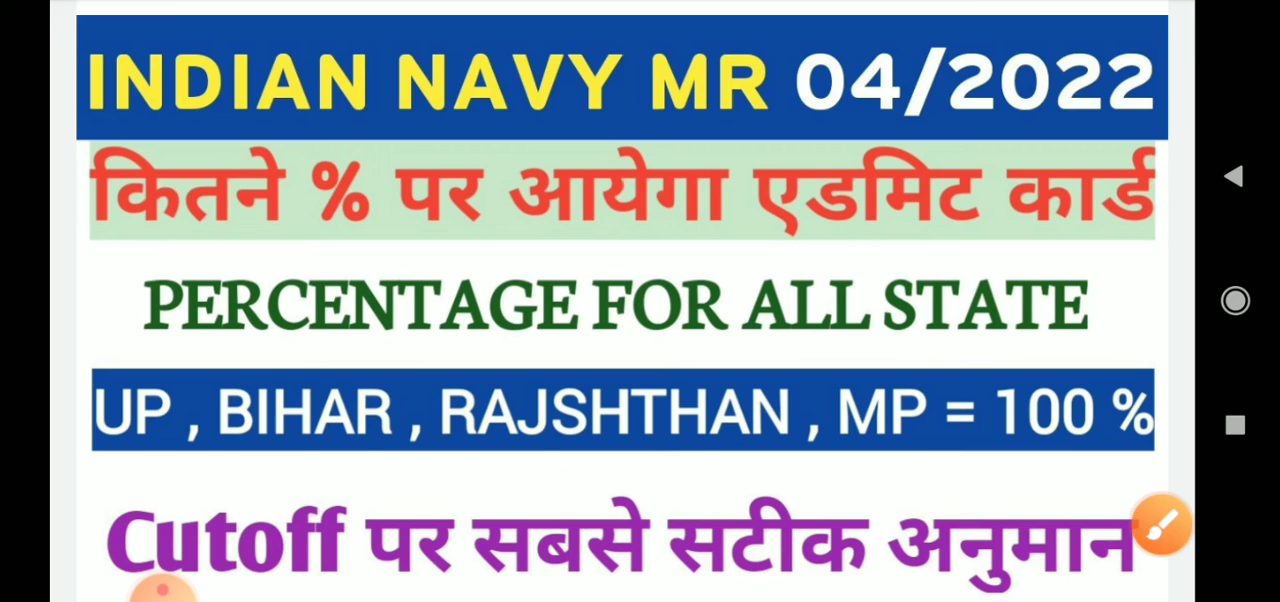 INDIAN NAVY MR 04/2022
कितने % पर आयेगा एडमिट कार्ड
PERCENTAGE FOR ALL STATE
UP , BIHAR , RAJSHTHAN , MP = 100 %
Cutoff पर सबसे सटीक अनुमान